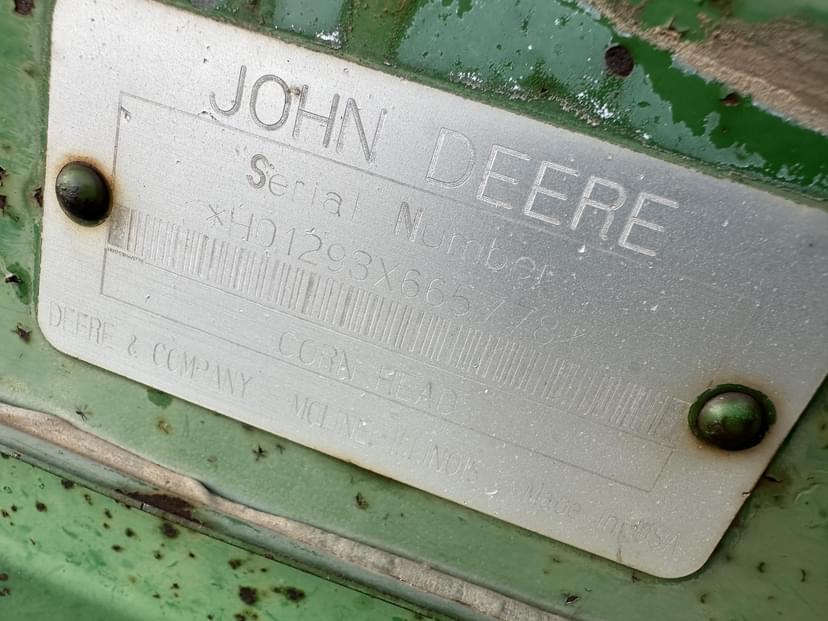 JOHN DEERE
Serial Number
*H01293X665778*
CORN HEAD
DEERE & COMPANY MOLINE ILLINOIS Made in USA